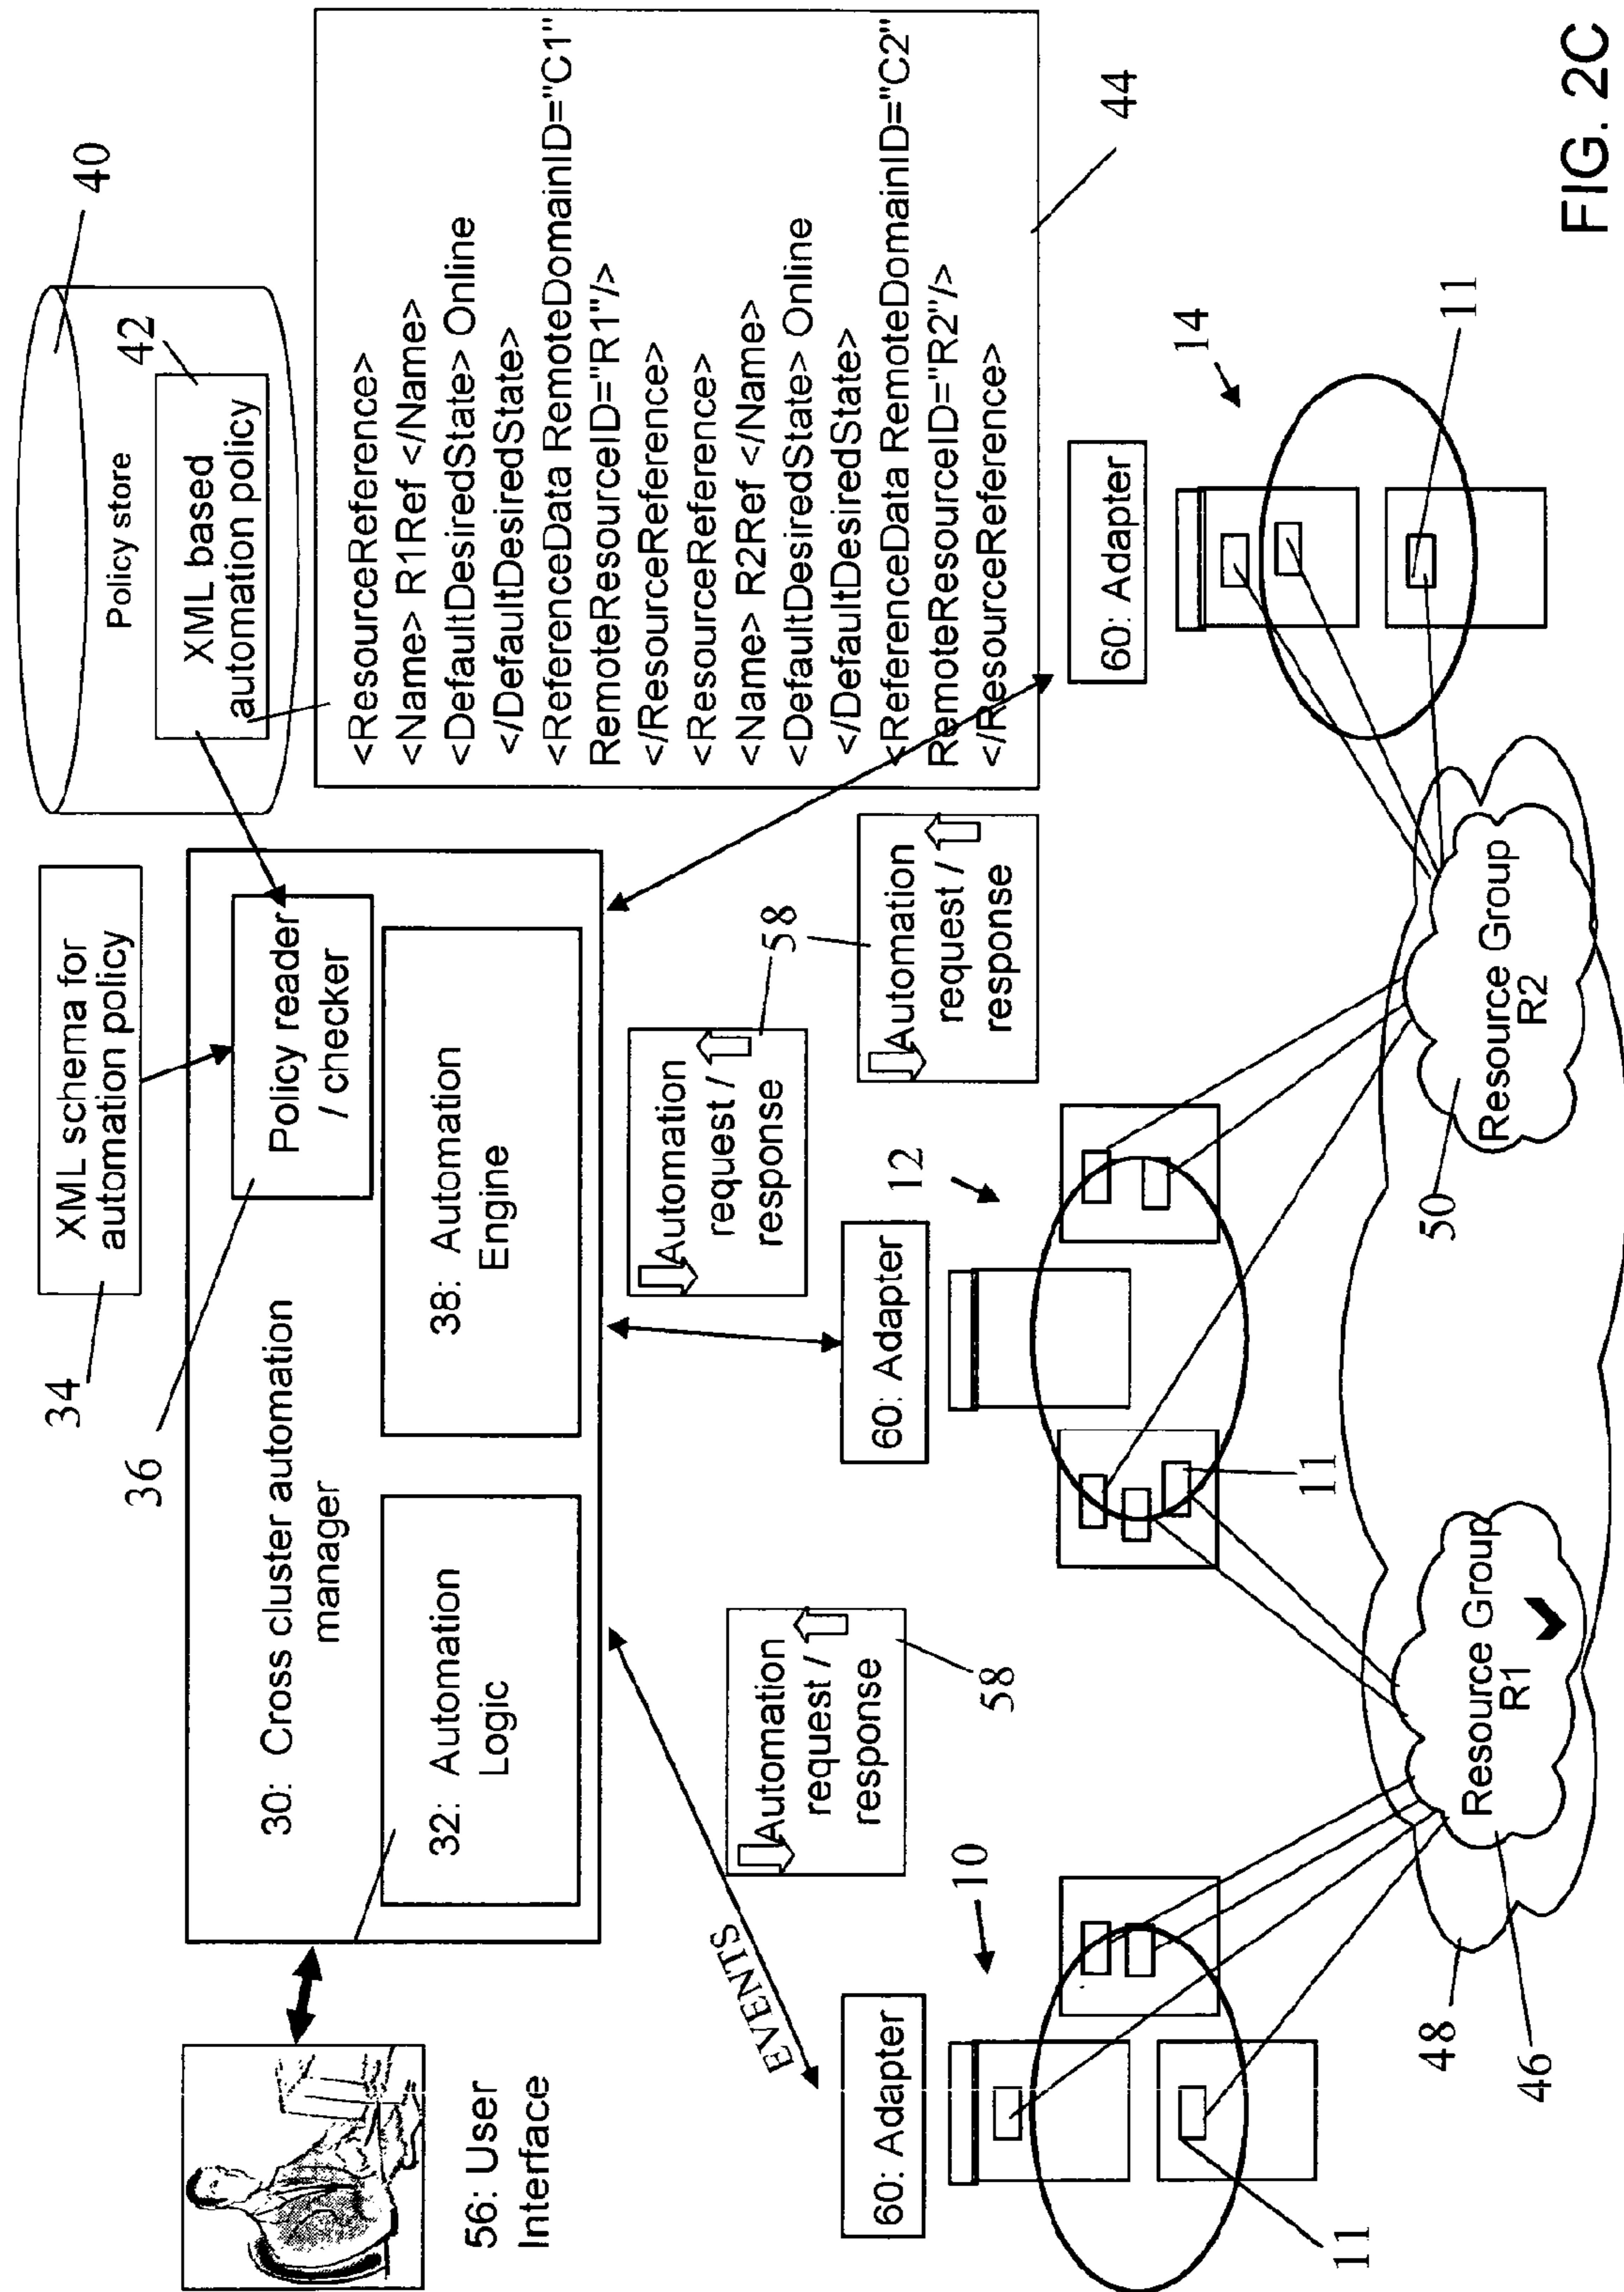 40
Policy store
42
XML based
automation policy
34
XML schema for
automation policy
36
30: Cross cluster automation
manager
Policy reader
/ checker
32: Automation
Logic
38: Automation
Engine
56: User
Interface
<ResourceReference>
<Name> R1Ref </Name>
<DefaultDesiredState> Online
</DefaultDesiredState>
<ReferenceData RemoteDomainID="C1"
RemoteResourceID="R1"/>
</ResourceReference>
<ResourceReference>
<Name> R2Ref </Name>
<DefaultDesiredState> Online
</DefaultDesiredState>
<ReferenceData RemoteDomainID="C2"
RemoteResourceID="R2"/>
</ResourceReference>
44
EVENTS
Automation
request /
response
58
Automation
request /
response
58
Automation
request /
response
60: Adapter
10
60: Adapter
12
60: Adapter
14
11
11
11
48
46
Resource Group
R1
50
Resource Group
R2
FIG. 2C